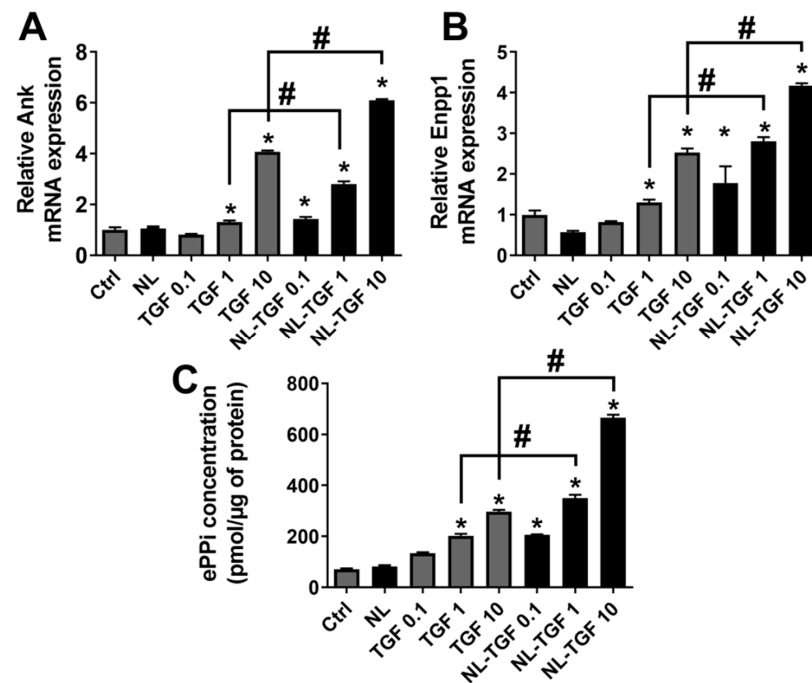 A
Relative Ank
mRNA expression
8
6
4
2
0
#
#
*
*
*
*
*
Ctrl
NL
TGF 0.1
TGF 1
TGF 10
NL-TGF 0.1
NL-TGF 1
NL-TGF 10
B
Relative Enpp1
mRNA expression
5
4
3
2
1
0
#
#
*
*
*
*
*
Ctrl
NL
TGF 0.1
TGF 1
TGF 10
NL-TGF 0.1
NL-TGF 1
NL-TGF 10
C
ePPi concentration
(pmol/µg of protein)
800
600
400
200
0
#
#
*
*
*
*
*
Ctrl
NL
TGF 0.1
TGF 1
TGF 10
NL-TGF 0.1
NL-TGF 1
NL-TGF 10